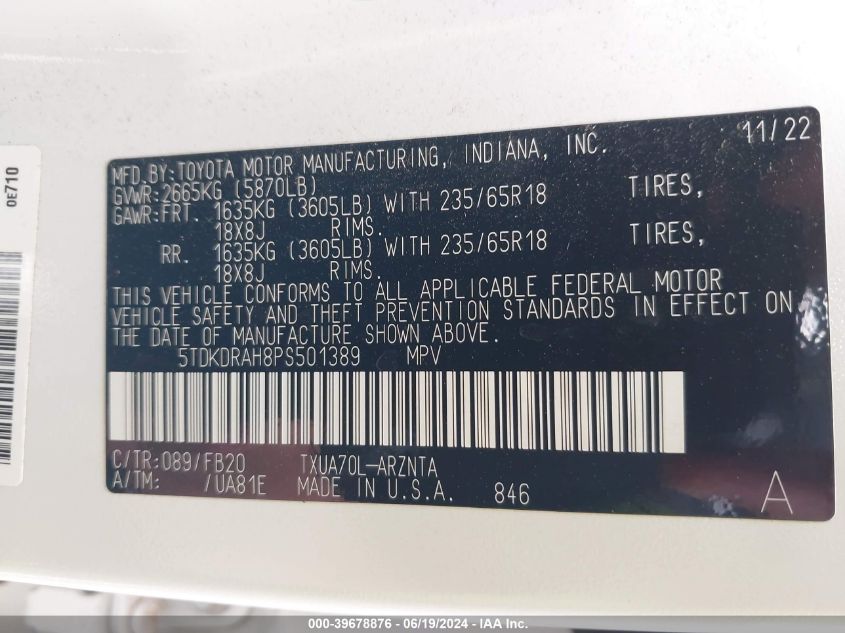 0E710
MFD.BY:TOYOTA MOTOR MANUFACTURING, INDIANA, INC. 11/22
GVWR:2665KG (5870LB)
GAWR:FRT. 1635KG (3605LB) WITH 235/65R18 TIRES,
18X8J RIMS.
RR. 1635KG (3605LB) WITH 235/65R18 TIRES,
18X8J RIMS.
THIS VEHICLE CONFORMS TO ALL APPLICABLE FEDERAL MOTOR
VEHICLE SAFETY AND THEFT PREVENTION STANDARDS IN EFFECT ON
THE DATE OF MANUFACTURE SHOWN ABOVE.
5TDKDRAH8PS501389 MPV
C/TR:089/FB20 TXUA70L-ARZNTA
A/TM: /UA81E MADE IN U.S.A. 846 A
000-39678876 - 06/19/2024 - IAA Inc.